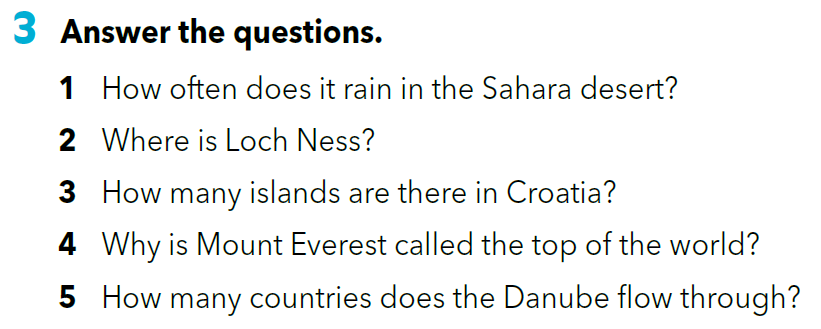 3 Answer the questions.
1 How often does it rain in the Sahara desert?
2 Where is Loch Ness?
3 How many islands are there in Croatia?
4 Why is Mount Everest called the top of the world?
5 How many countries does the Danube flow through?